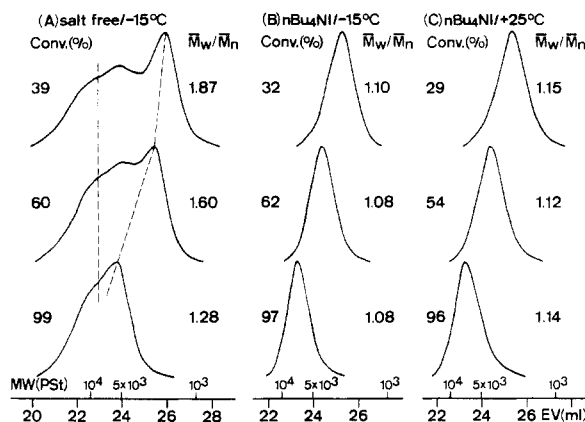 (A)salt free/-15°C (B)nBu4NI/-15°C (C)nBu4NI/+25°C
Conv.(%) M̅w/M̅n Conv.(%) M̅w/M̅n Conv.(%) M̅w/M̅n
39 1.87 32 1.10 29 1.15
60 1.60 62 1.08 54 1.12
99 1.28 97 1.08 96 1.14
MW(PSt) 10⁴ 5x10³ 10³ 10⁴ 5x10³ 10³ 10⁴ 5x10³ 10³
20 22 24 26 28 22 24 26 22 24 26 EV(ml)